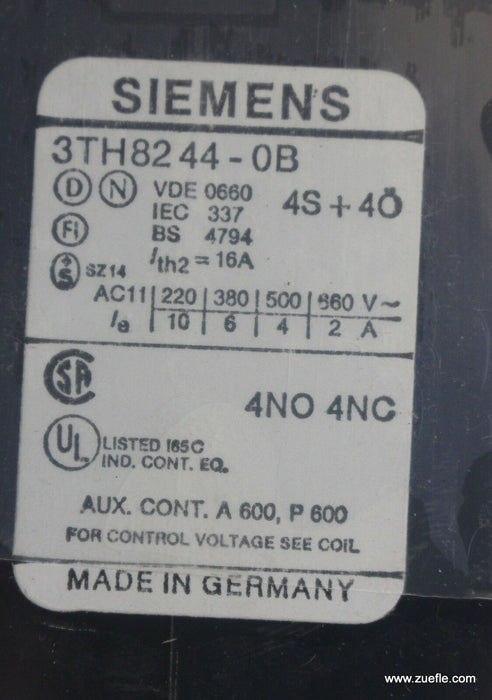 SIEMENS
3TH8244-0B
D N VDE 0660 4S + 4Ö
IEC 337
Fi BS 4794
S SZ14 Ith2 = 16A
AC11 220 380 500 660 V~
Ie 10 6 4 2 A
SA 4NO 4NC
UL LISTED 165C
IND. CONT. EQ.
AUX. CONT. A 600, P 600
FOR CONTROL VOLTAGE SEE COIL
MADE IN GERMANY
www.zuefle.com